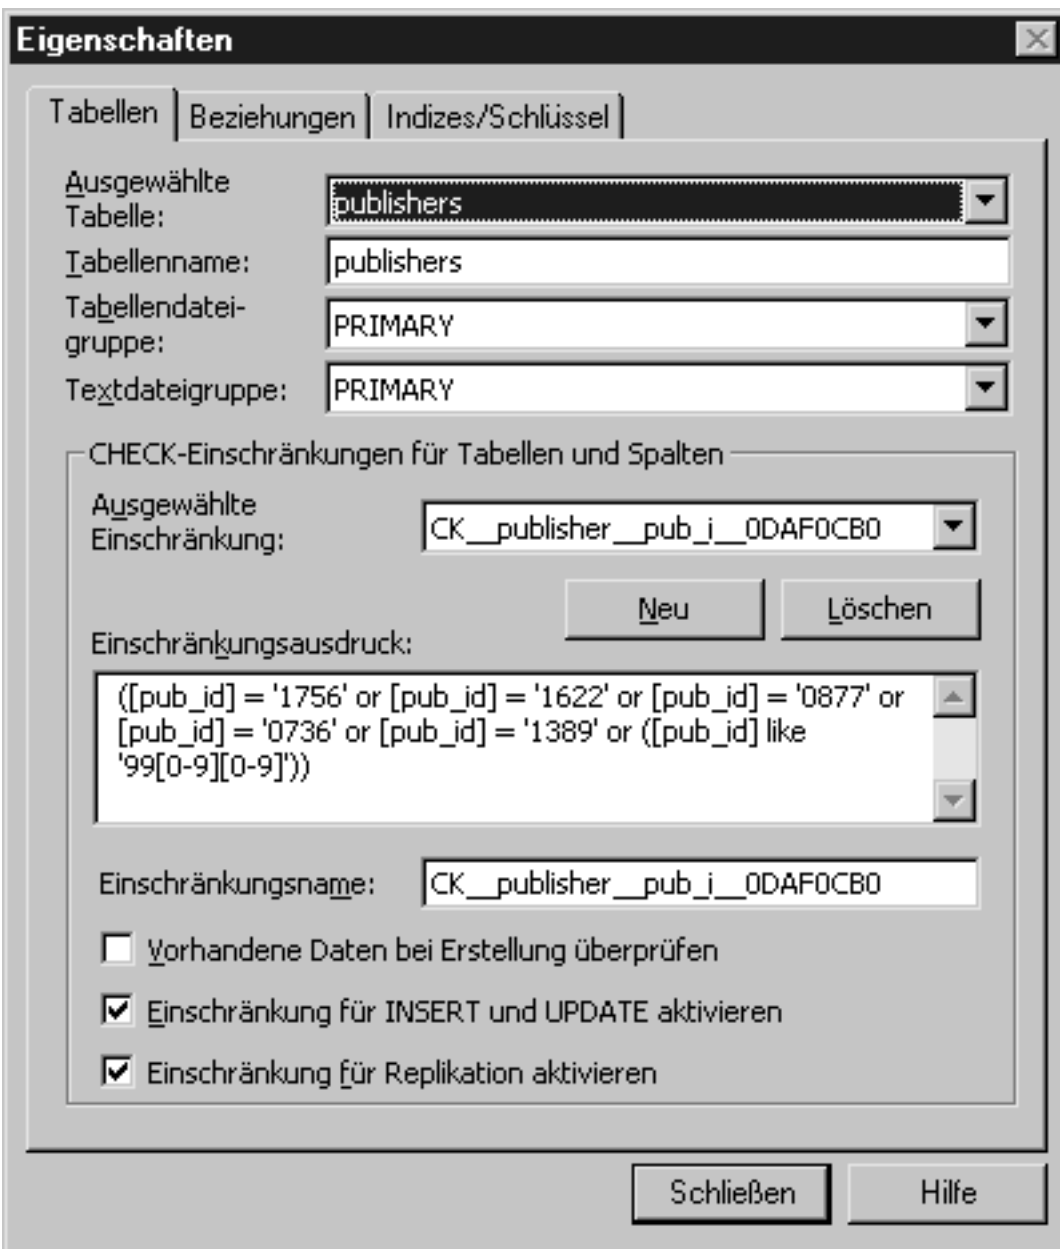 Eigenschaften
Tabellen
Beziehungen
Indizes/Schlüssel
Ausgewählte
Tabelle:
publishers
Tabellenname:
publishers
Tabellendatei-
gruppe:
PRIMARY
Textdateigruppe:
PRIMARY
CHECK-Einschränkungen für Tabellen und Spalten
Ausgewählte
Einschränkung:
CK__publisher__pub_i__0DAF0CB0
Neu
Löschen
Einschränkungsausdruck:
([pub_id] = '1756' or [pub_id] = '1622' or [pub_id] = '0877' or
[pub_id] = '0736' or [pub_id] = '1389' or ([pub_id] like
'99[0-9][0-9]'))
Einschränkungsname:
CK__publisher__pub_i__0DAF0CB0
Vorhandene Daten bei Erstellung überprüfen
Einschränkung für INSERT und UPDATE aktivieren
Einschränkung für Replikation aktivieren
Schließen
Hilfe